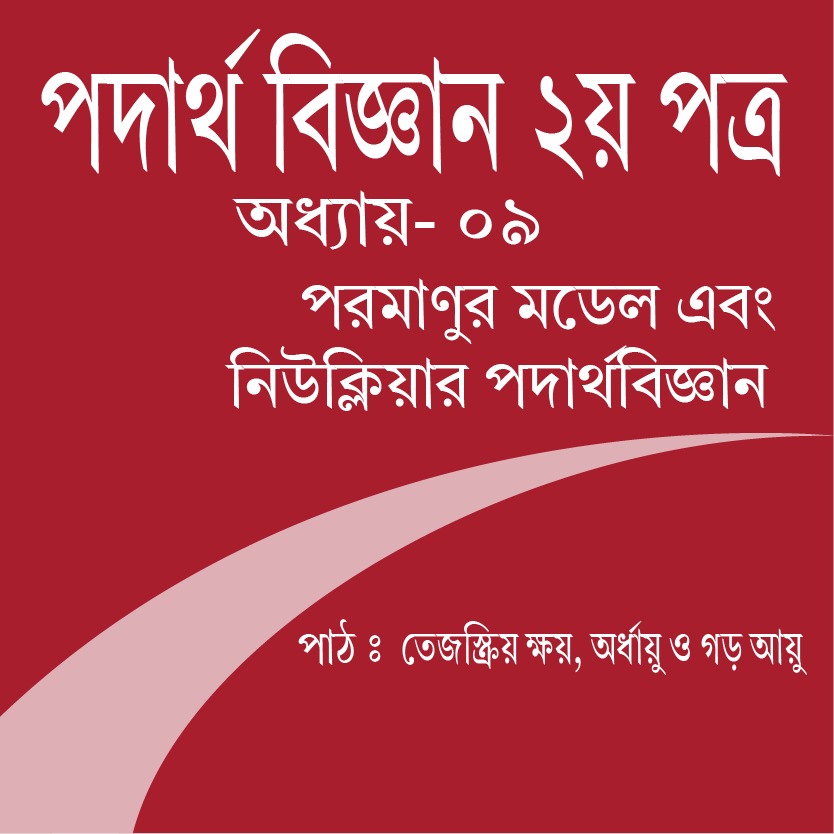 পদার্থ বিজ্ঞান ২য় পত্র
অধ্যায়- ০৯
পরমাণুর মডেল এবং
নিউক্লিয়ার পদার্থবিজ্ঞান
পাঠ ঃ তেজস্ক্রিয় ক্ষয়, অর্ধায়ু ও গড় আয়ু